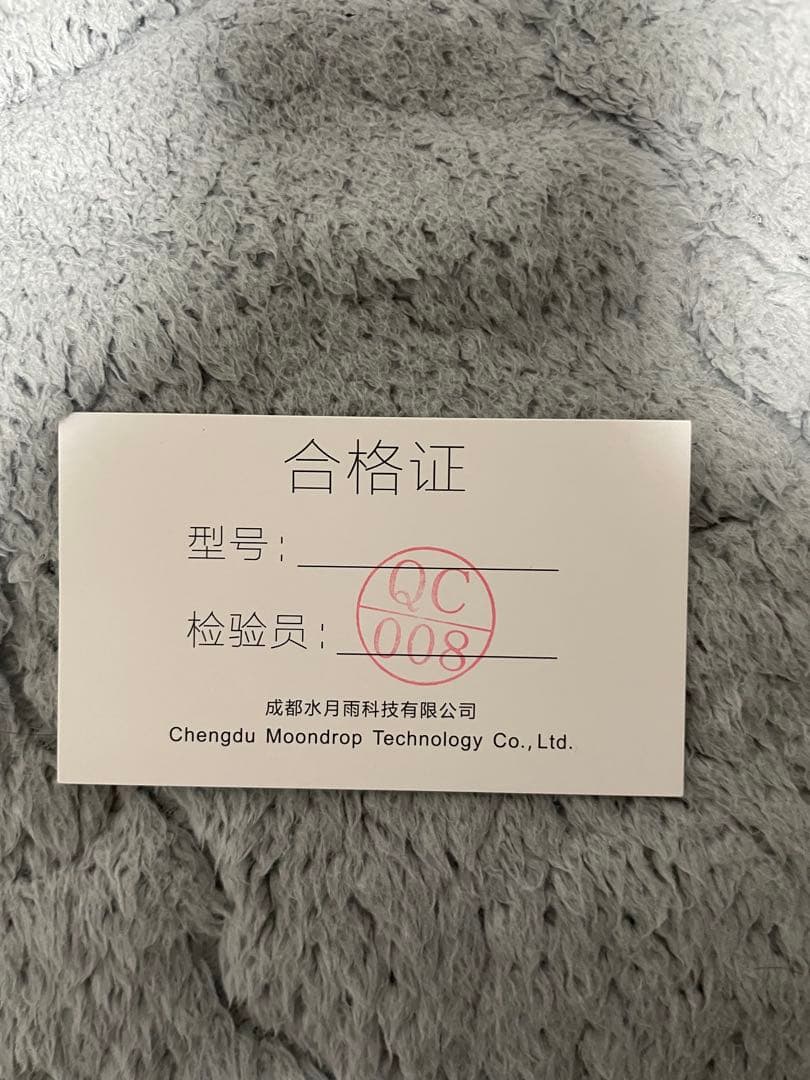 合格证
型号:
QC
检验员:
008
成都水月雨科技有限公司
Chengdu Moondrop Technology Co.,Ltd.